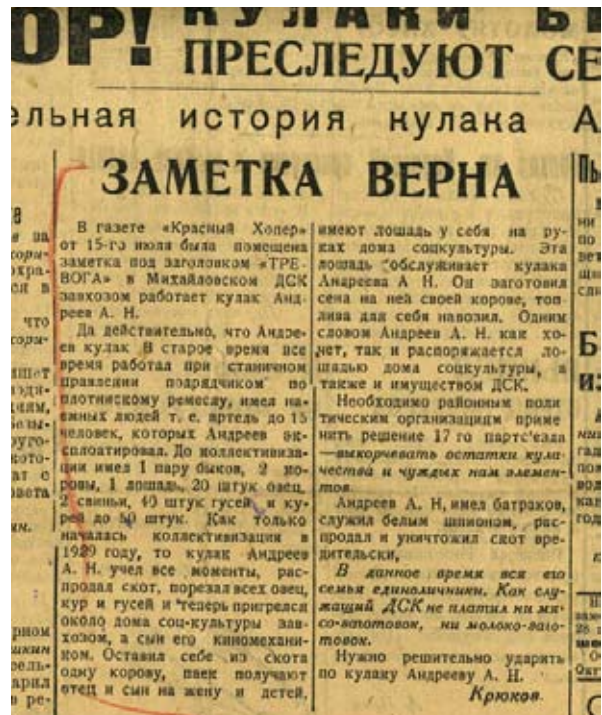 ОР!
КУЛАКИ
ПРЕСЛЕДУЮТ СЕ
ельная история кулака А
ЗАМЕТКА ВЕРНА
В газете «Красный Хопер»
от 15-го июля была помещена
заметка под заголовком «ТРЕ-
ВОГА» в Михайловском ДСК
завхозом работает кулак Анд-
реев А. Н.
Да действительно, что Андре-
ев кулак В старое время все
время работал при станичном
правлении подрядчиком по
плотнискому ремеслу, имел на-
емных людей т. е. артель до 15
человек, которых Андреев эк-
сплоатировал. До коллективиза-
ции имел 1 пару быков, 2 ко-
ровы, 1 лошадь, 20 штук овец,
2 свиньи, 40 штук гусей и ку-
рей до 50 штук. Как только
началась коллективизация в
1929 году, то кулак Андреев
А. Н. учел все моменты, рас-
продал скот, порезал всех овец,
кур и гусей и теперь пригрелся
около дома соц-культуры зав-
хозом, а сын его киномехани-
ком. Оставил себе из скота
одну корову, паек получают
отец и сын на жену и детей,
имеют лошадь у себя на ру-
ках дома соцкультуры. Эта
лошадь обслуживает кулака
Андреева А Н. Он заготовил
сена на ней своей корове, топ-
лива для себя навозил. Одним
словом Андреев А. Н. как хо-
чет, так и распоряжается ло-
шадью дома соцкультуры, а
также и имуществом ДСК.
Необходимо районным поли
тическим организациям приме
нить решение 17 го партс'езда
—выкорчевать остатки кула-
чества и чуждих нам элемен-
тов.
Андреев А. Н, имел батраков,
служил белым шпионом, рас-
продал и уничтожил скот вре-
дительски,
В данное время вся его
семья единоличники. Как слу-
жащий ДСК не платил ни мя-
со-заготовок, ни молоко-заго-
товок.
Нужно решительно ударить
по кулаку Андрееву А. Н.
Крюков.